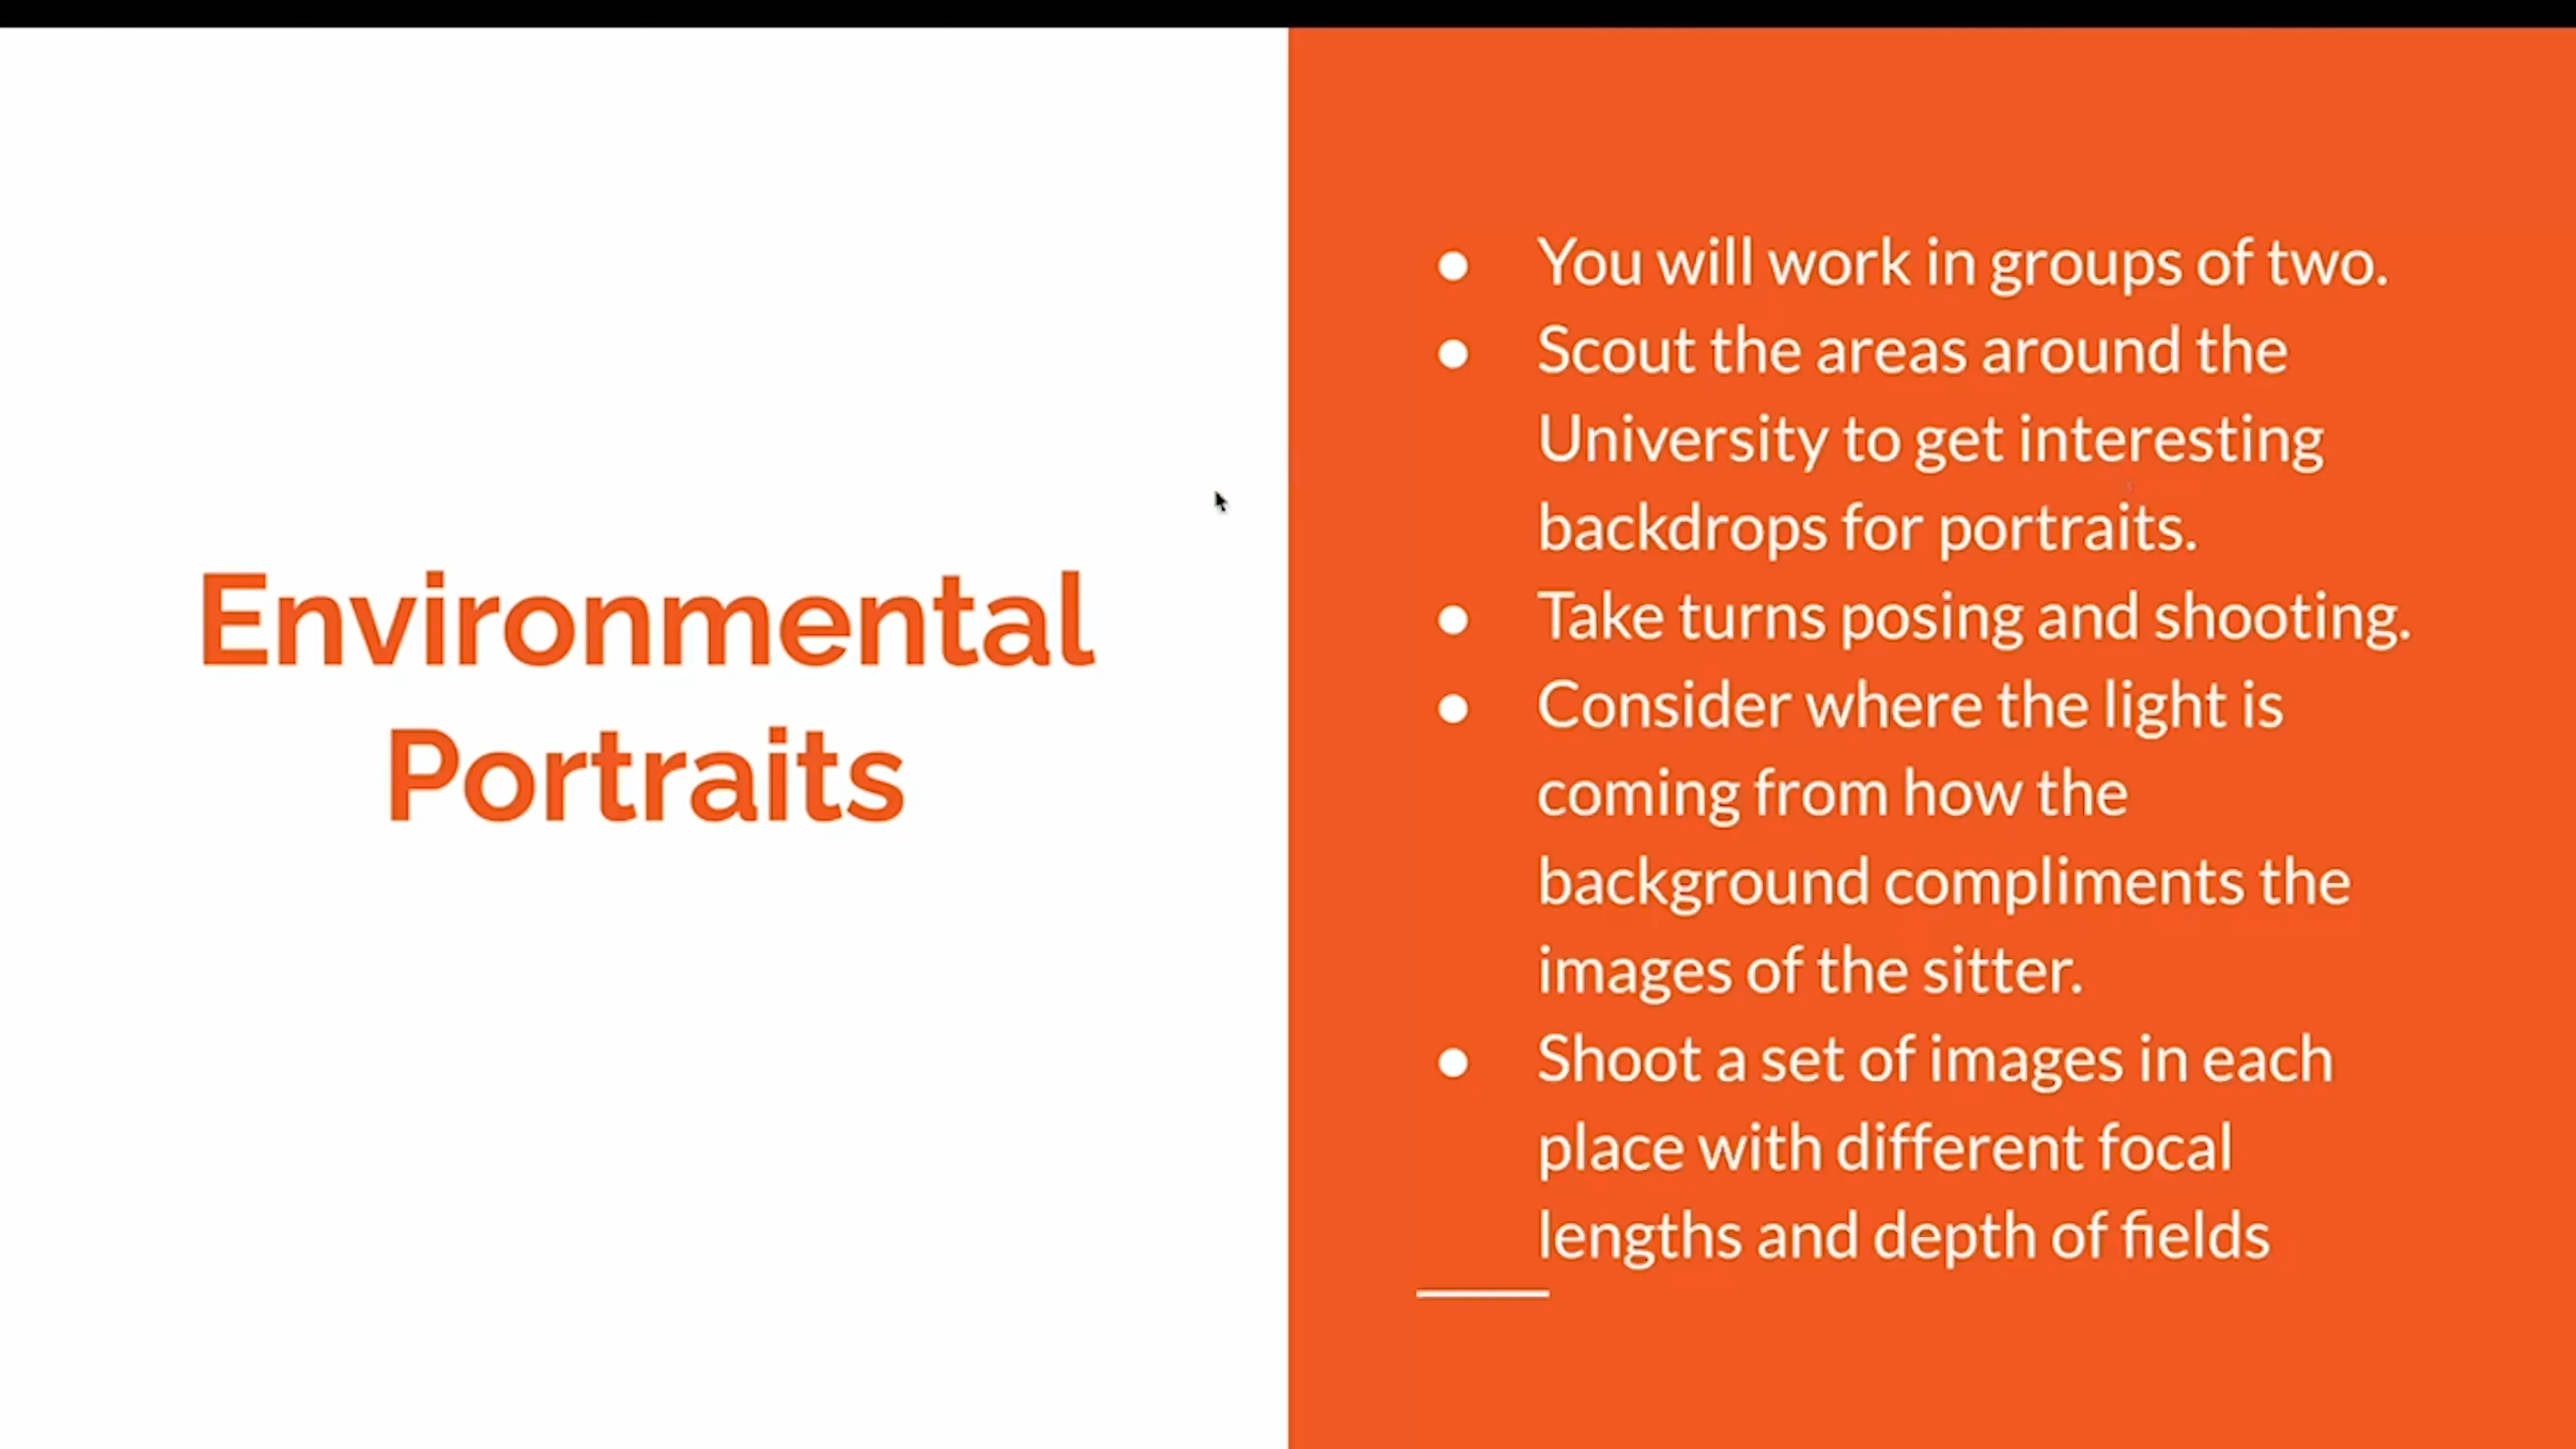 Environmental
Portraits
● You will work in groups of two.
● Scout the areas around the
University to get interesting
backdrops for portraits.
● Take turns posing and shooting.
● Consider where the light is
coming from how the
background compliments the
images of the sitter.
● Shoot a set of images in each
place with different focal
lengths and depth of fields